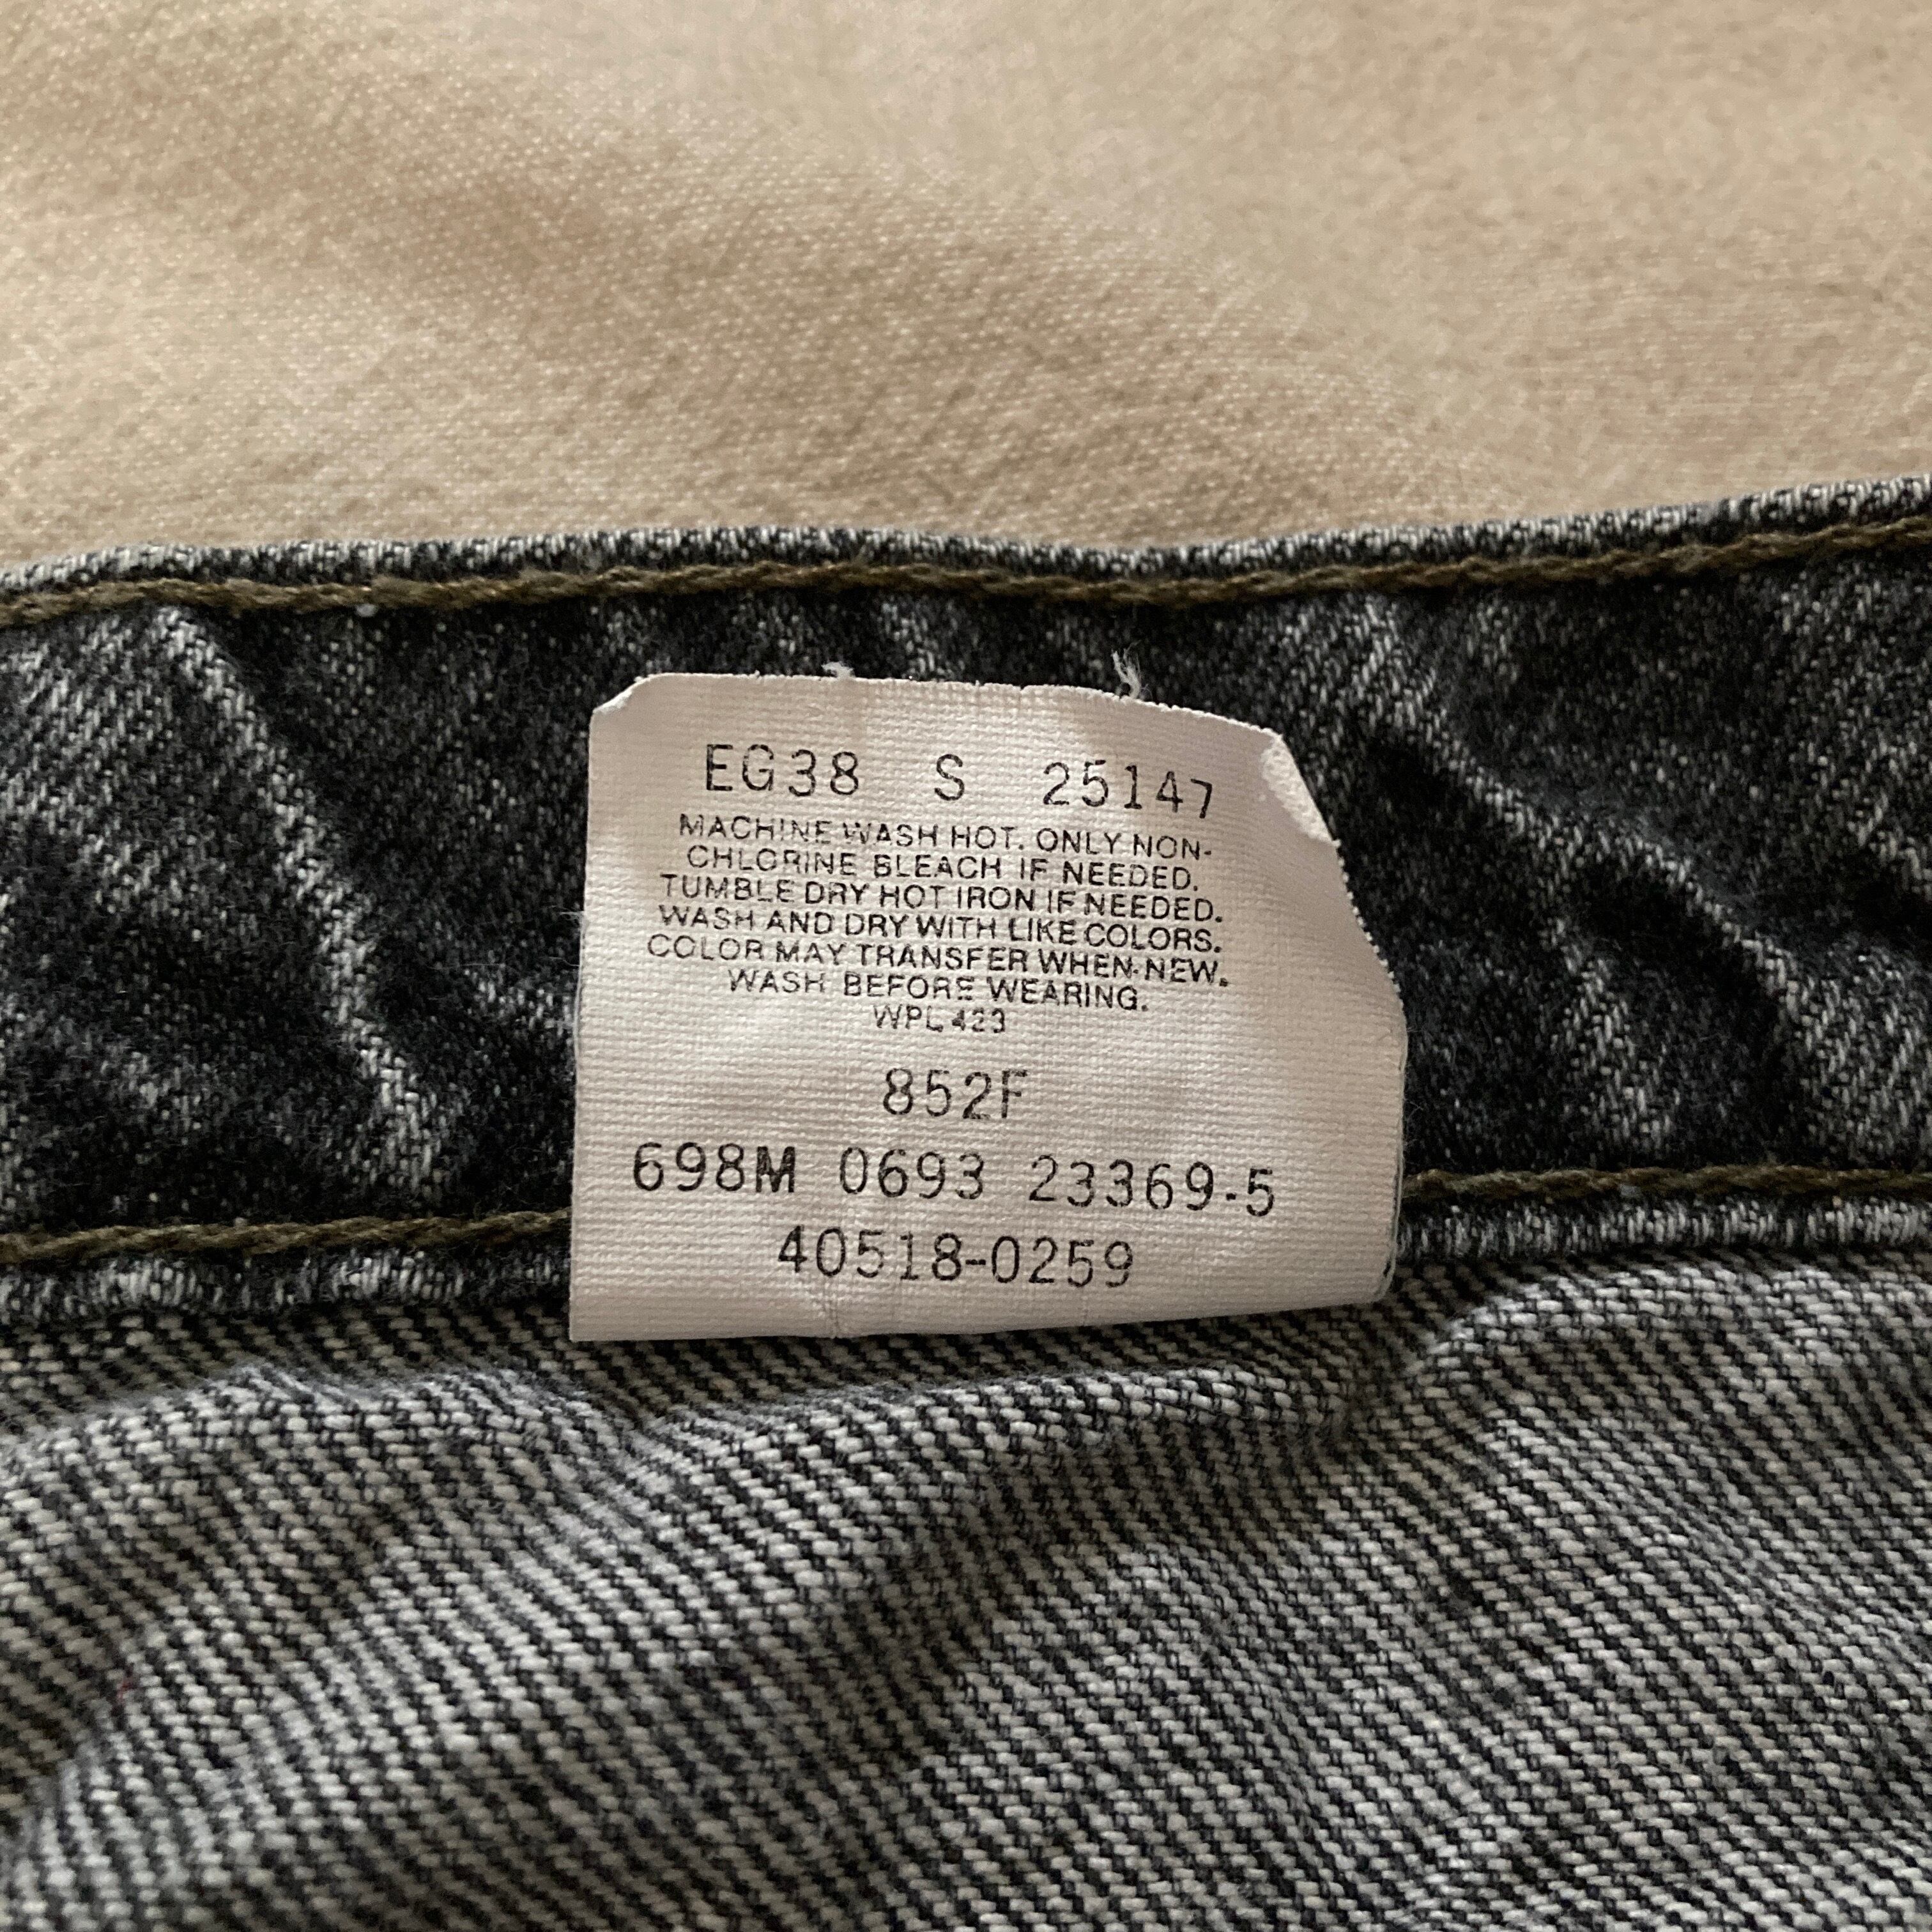 EG38 S 25147
MACHINE WASH HOT. ONLY NON-
CHLORINE BLEACH IF NEEDED.
TUMBLE DRY HOT IRON IF NEEDED.
WASH AND DRY WITH LIKE COLORS.
COLOR MAY TRANSFER WHEN NEW.
WASH BEFORE WEARING.
WPL 423
852F
698M 0693 23369-5
40518-0259